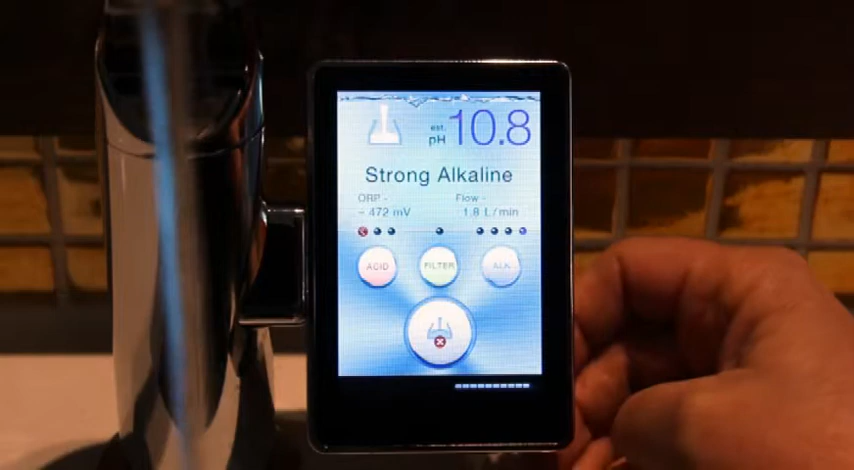 est.
pH 10.8
Strong Alkaline
ORP - Flow -
- 472 mV 1.8 L/min
ACID FILTER ALK